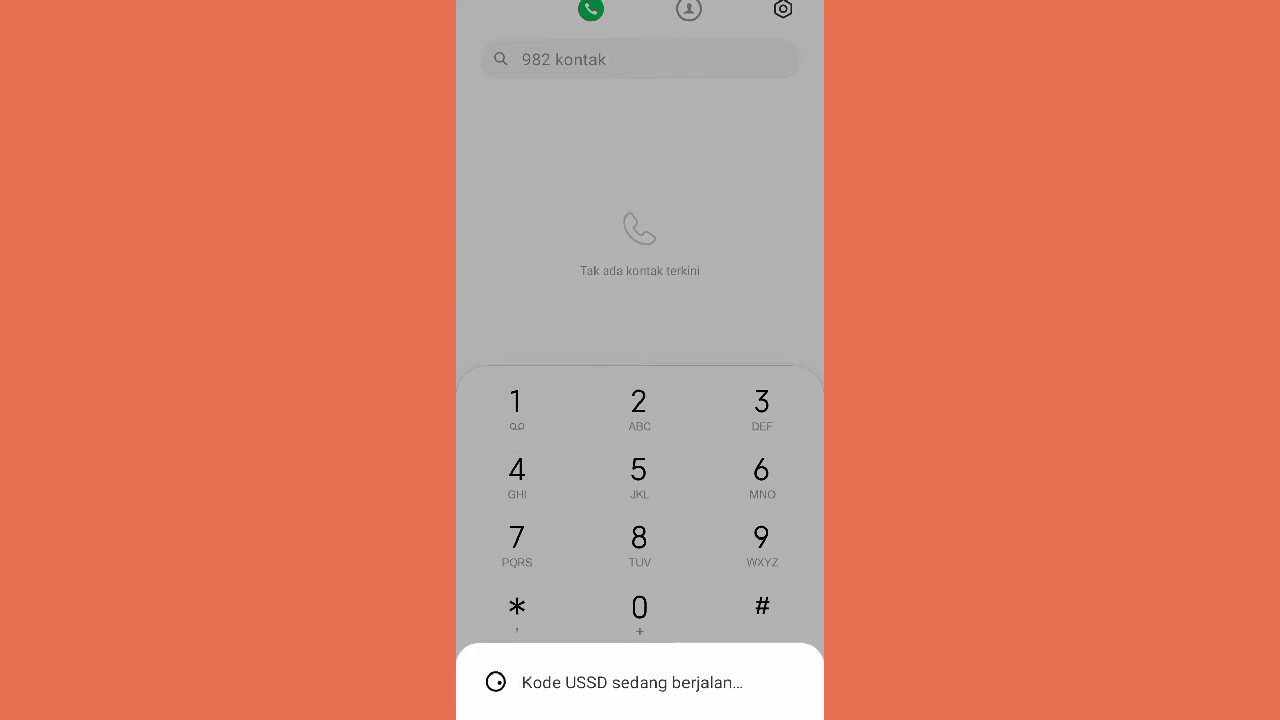 982 kontak
Tak ada kontak terkini
1 2 3
ABC DEF
4 5 6
GHI JKL MNO
7 8 9
PQRS TUV WXYZ
* 0 #
, +
Kode USSD sedang berjalan...